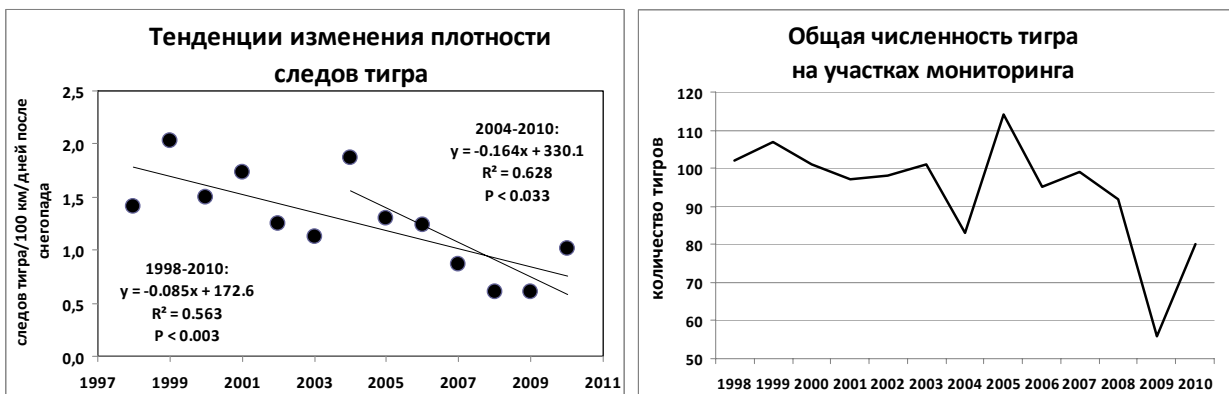 Тенденции изменения плотности
следов тигра
следов тигра/100 км/дней после
снегопада
2,5
2,0
1,5
1,0
0,5
0,0
2004-2010:
y = -0.164x + 330.1
R² = 0.628
P < 0.033
1998-2010:
y = -0.085x + 172.6
R² = 0.563
P < 0.003
1997 1999 2001 2003 2005 2007 2009 2011
Общая численность тигра
на участках мониторинга
количество тигров
120
110
100
90
80
70
60
50
1998 1999 2000 2001 2002 2003 2004 2005 2006 2007 2008 2009 2010